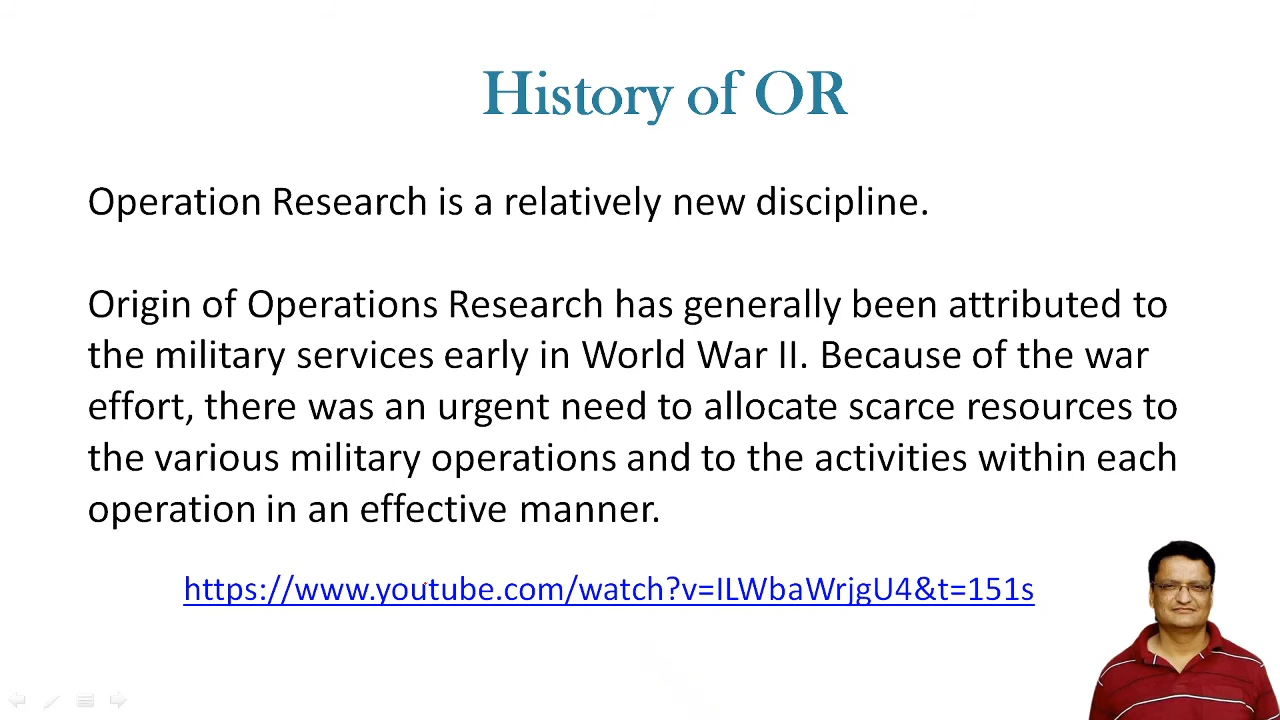 History of OR
Operation Research is a relatively new discipline.
Origin of Operations Research has generally been attributed to
the military services early in World War II. Because of the war
effort, there was an urgent need to allocate scarce resources to
the various military operations and to the activities within each
operation in an effective manner.
https://www.youtube.com/watch?v=ILWbaWrjgU4&t=151s